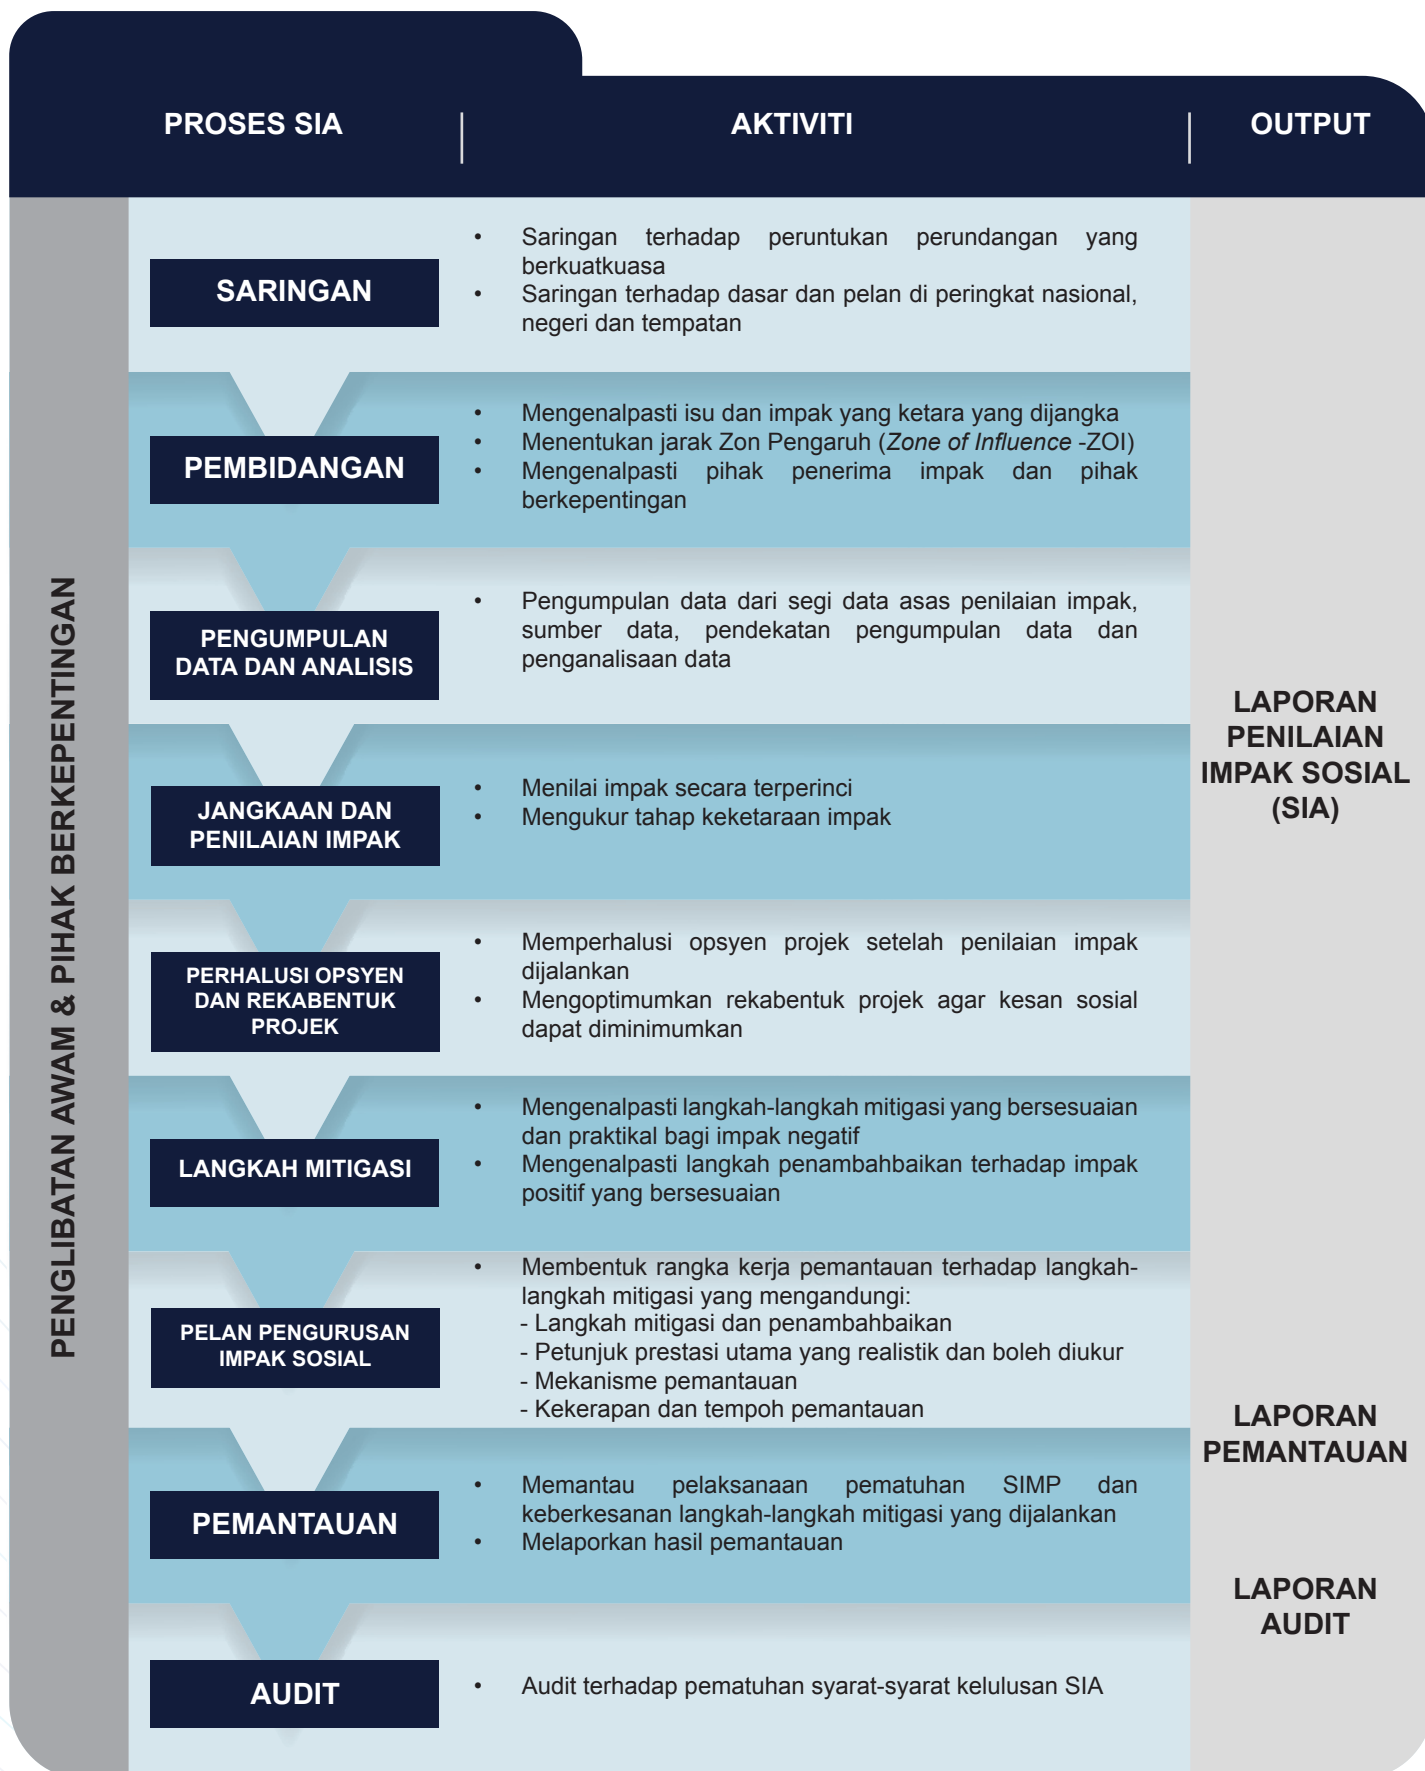 PROSES SIA
AKTIVITI
OUTPUT
PENGLIBATAN AWAM & PIHAK BERKEPENTINGAN
SARINGAN
• Saringan terhadap peruntukan perundangan yang
berkuatkuasa
• Saringan terhadap dasar dan pelan di peringkat nasional,
negeri dan tempatan
PEMBIDANGAN
• Mengenalpasti isu dan impak yang ketara yang dijangka
• Menentukan jarak Zon Pengaruh (Zone of Influence -ZOI)
• Mengenalpasti pihak penerima impak dan pihak
berkepentingan
PENGUMPULAN
DATA DAN ANALISIS
• Pengumpulan data dari segi data asas penilaian impak,
sumber data, pendekatan pengumpulan data dan
penganalisaan data
JANGKAAN DAN
PENILAIAN IMPAK
• Menilai impak secara terperinci
• Mengukur tahap keketaraan impak
PERHALUSI OPSYEN
DAN REKABENTUK
PROJEK
• Memperhalusi opsyen projek setelah penilaian impak
dijalankan
• Mengoptimumkan rekabentuk projek agar kesan sosial
dapat diminimumkan
LANGKAH MITIGASI
• Mengenalpasti langkah-langkah mitigasi yang bersesuaian
dan praktikal bagi impak negatif
• Mengenalpasti langkah penambahbaikan terhadap impak
positif yang bersesuaian
PELAN PENGURUSAN
IMPAK SOSIAL
• Membentuk rangka kerja pemantauan terhadap langkah-
langkah mitigasi yang mengandungi:
- Langkah mitigasi dan penambahbaikan
- Petunjuk prestasi utama yang realistik dan boleh diukur
- Mekanisme pemantauan
- Kekerapan dan tempoh pemantauan
PEMANTAUAN
• Memantau pelaksanaan pematuhan SIMP dan
keberkesanan langkah-langkah mitigasi yang dijalankan
• Melaporkan hasil pemantauan
AUDIT
• Audit terhadap pematuhan syarat-syarat kelulusan SIA
LAPORAN
PENILAIAN
IMPAK SOSIAL
(SIA)
LAPORAN
PEMANTAUAN
LAPORAN
AUDIT